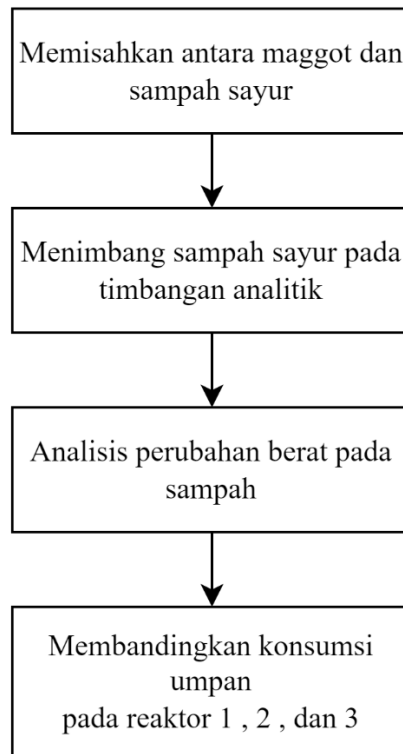 Memisahkan antara maggot dan
sampah sayur
Menimbang sampah sayur pada
timbangan analitik
Analisis perubahan berat pada
sampah
Membandingkan konsumsi
umpan
pada reaktor 1 , 2 , dan 3